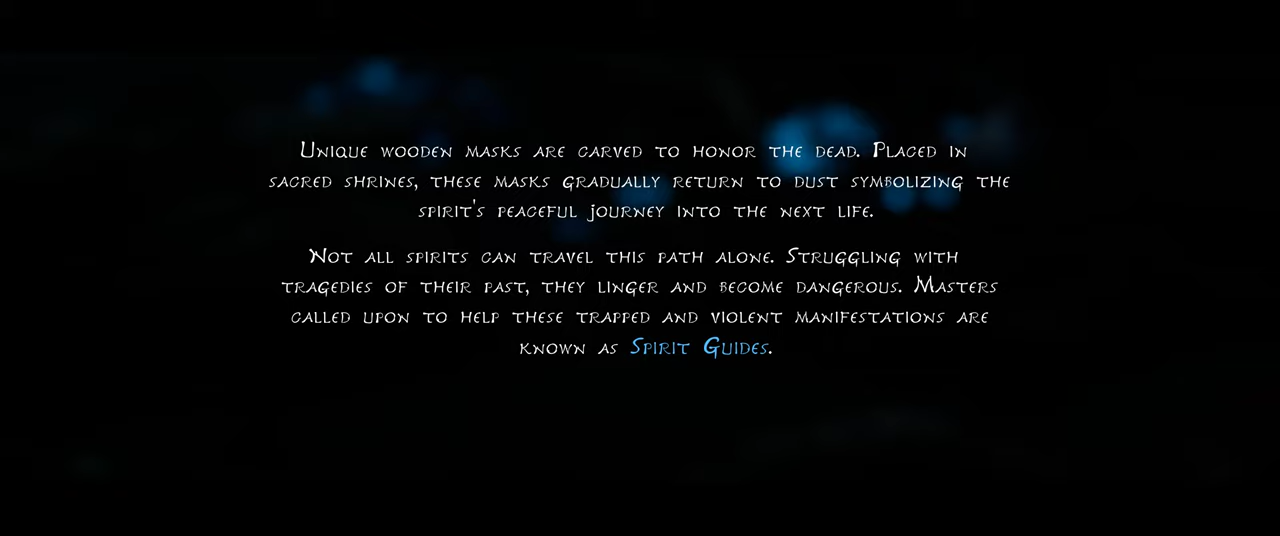 Unique wooden masks are carved to honor the dead. Placed in
sacred shrines, these masks gradually return to dust symbolizing the
spirit's peaceful journey into the next life.
Not all spirits can travel this path alone. Struggling with
tragedies of their past, they linger and become dangerous. Masters
called upon to help these trapped and violent manifestations are
known as Spirit Guides.